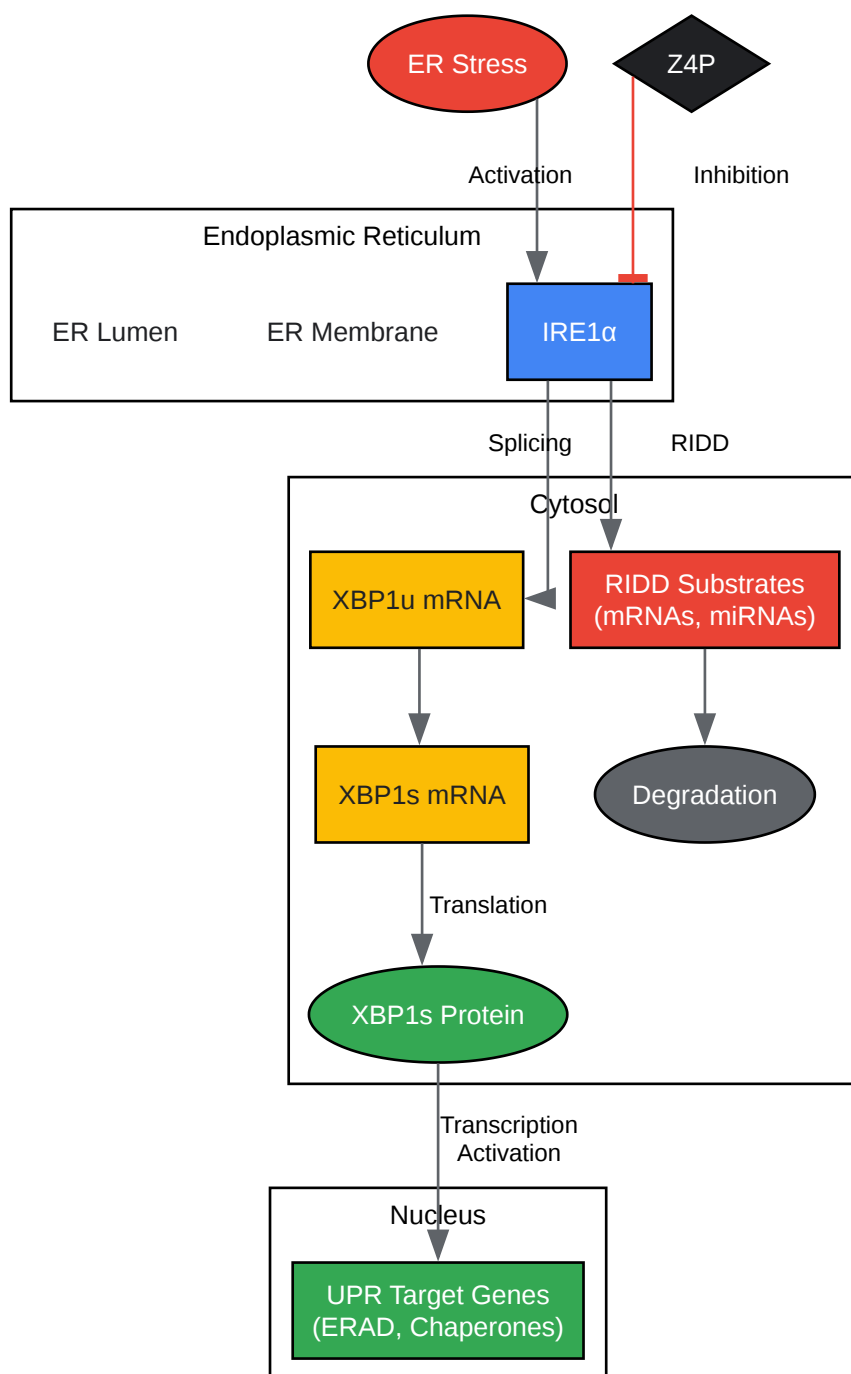 ER Stress
Z4P
Activation
Inhibition
Endoplasmic Reticulum
ER Lumen
ER Membrane
IRE1α
Splicing
RIDD
Cytosol
XBP1u mRNA
RIDD Substrates
(mRNAs, miRNAs)
XBP1s mRNA
Degradation
Translation
XBP1s Protein
Transcription
Activation
Nucleus
UPR Target Genes
(ERAD, Chaperones)